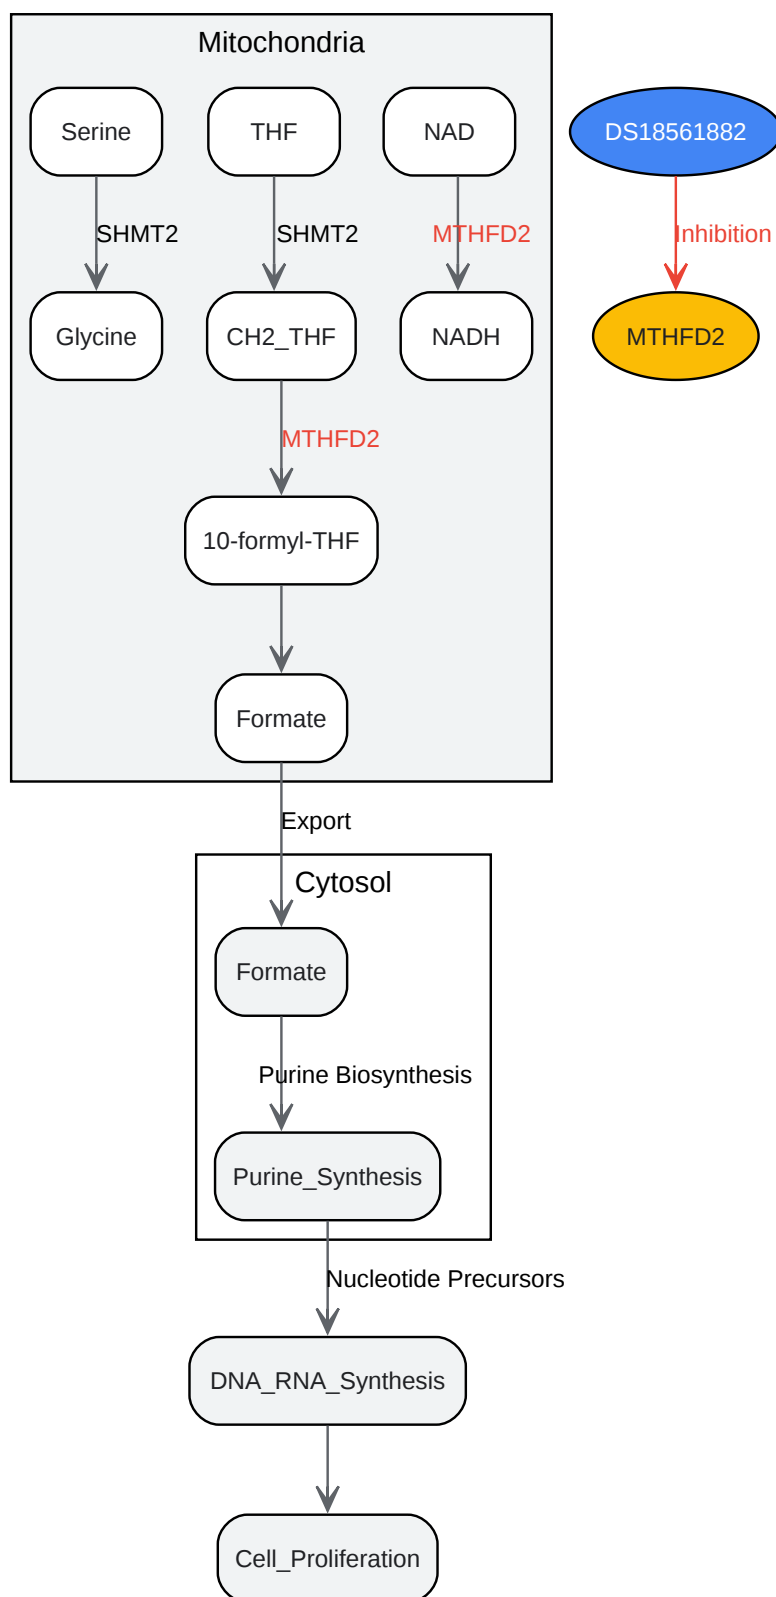 Mitochondria
Serine
THF
NAD
DS18561882
SHMT2
SHMT2
MTHFD2
Inhibition
Glycine
CH2_THF
NADH
MTHFD2
MTHFD2
10-formyl-THF
Formate
Export
Cytosol
Formate
Purine Biosynthesis
Purine_Synthesis
Nucleotide Precursors
DNA_RNA_Synthesis
Cell_Proliferation